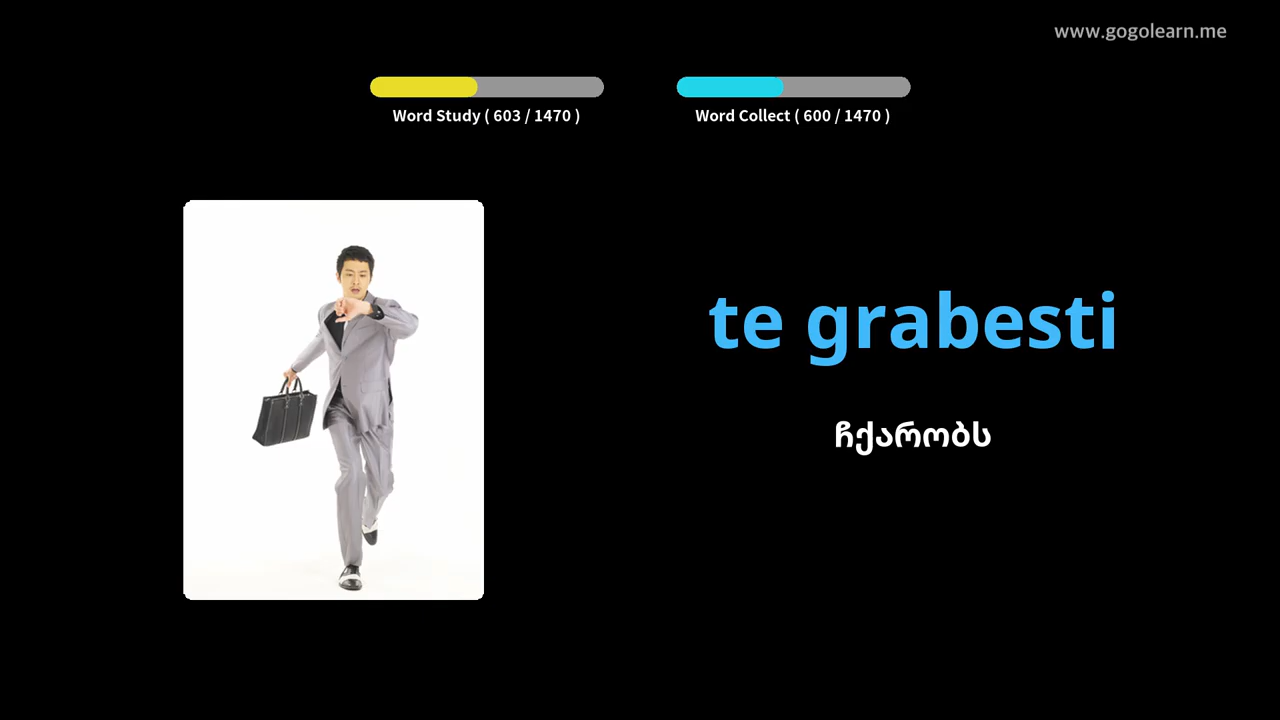 www.gogolearn.me
Word Study ( 603 / 1470 )
Word Collect ( 600 / 1470 )
te grabesti
ჩქარობს